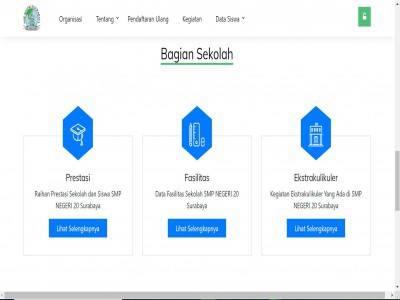 Organisasi Tentang Pendaftaran Ulang Kegiatan Data Siswa
Bagian Sekolah
Prestasi
Raihan Prestasi Sekolah dan Siswa SMP
NEGERI 20 Surabaya
Lihat Selengkapnya
Fasilitas
Data Fasilitas Sekolah SMP NEGERI 20
Surabaya
Lihat Selengkapnya
Ekstrakulikuler
Kegiatan Ekstrakulikuler Yang Ada di SMP
NEGERI 20 Surabaya
Lihat Selengkapnya